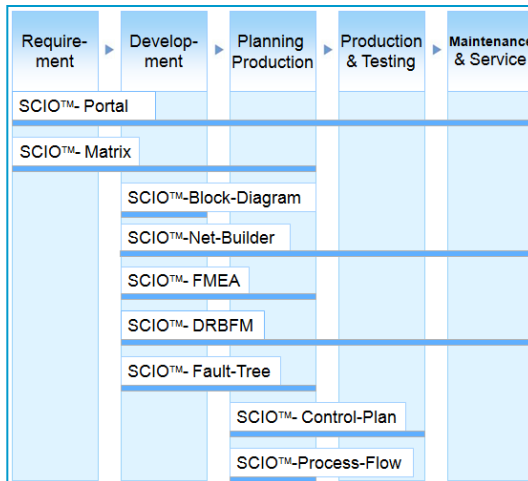 Require-
ment
Develop-
ment
Planning
Production
Production
& Testing
Maintenance
& Service
SCIO™- Portal
SCIO™- Matrix
SCIO™-Block-Diagram
SCIO™-Net-Builder
SCIO™- FMEA
SCIO™- DRBFM
SCIO™- Fault-Tree
SCIO™- Control-Plan
SCIO™-Process-Flow